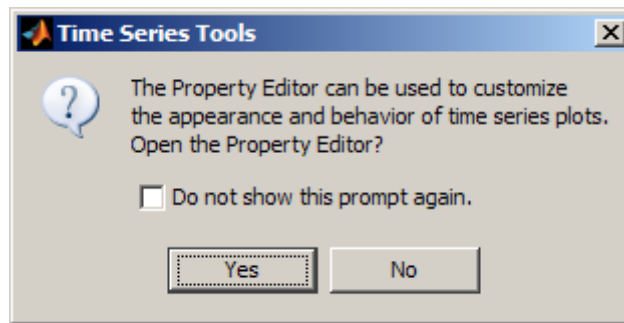 Time Series Tools
The Property Editor can be used to customize
the appearance and behavior of time series plots.
Open the Property Editor?
Do not show this prompt again.
Yes No